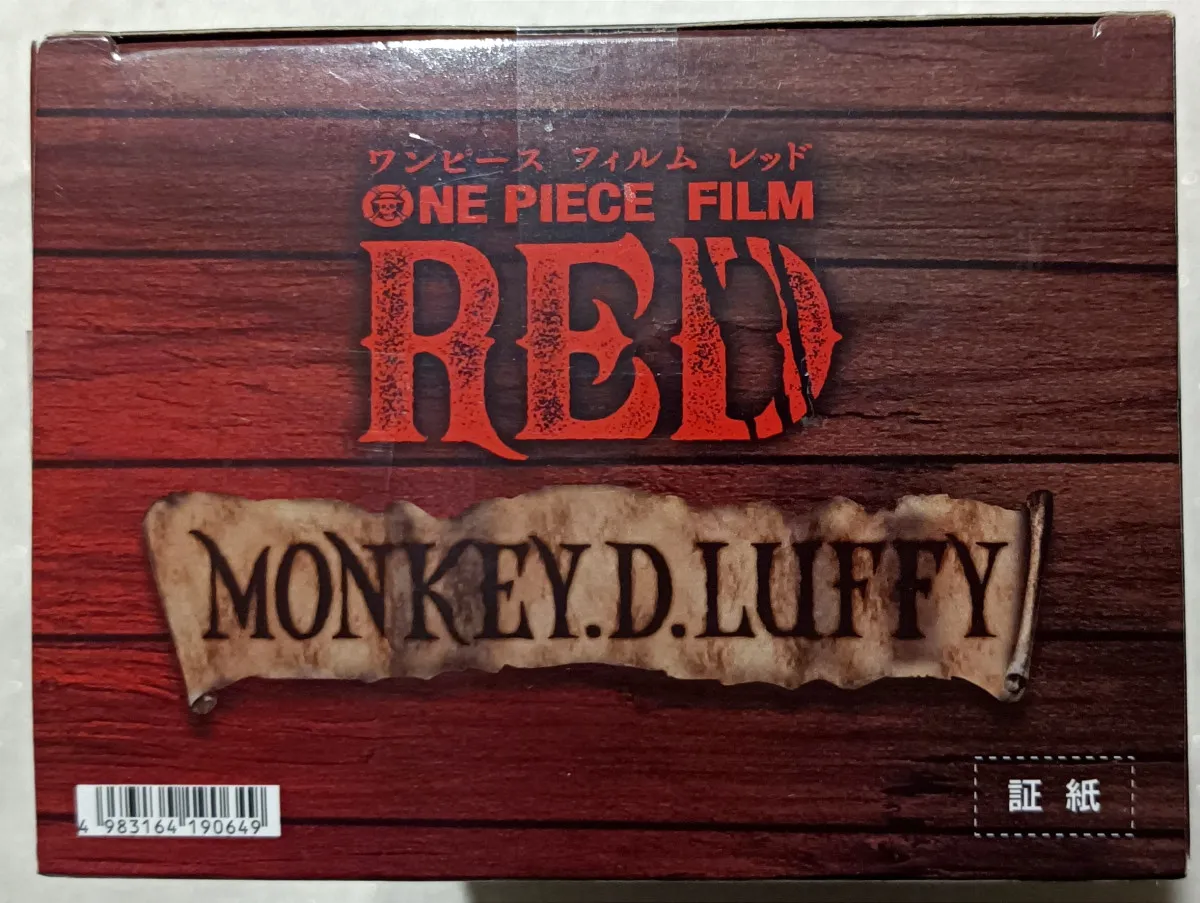 ワンピース フィルム レッド
ONE PIECE FILM
RED
MONKEY.D.LUFFY
4 983164 190649
証紙